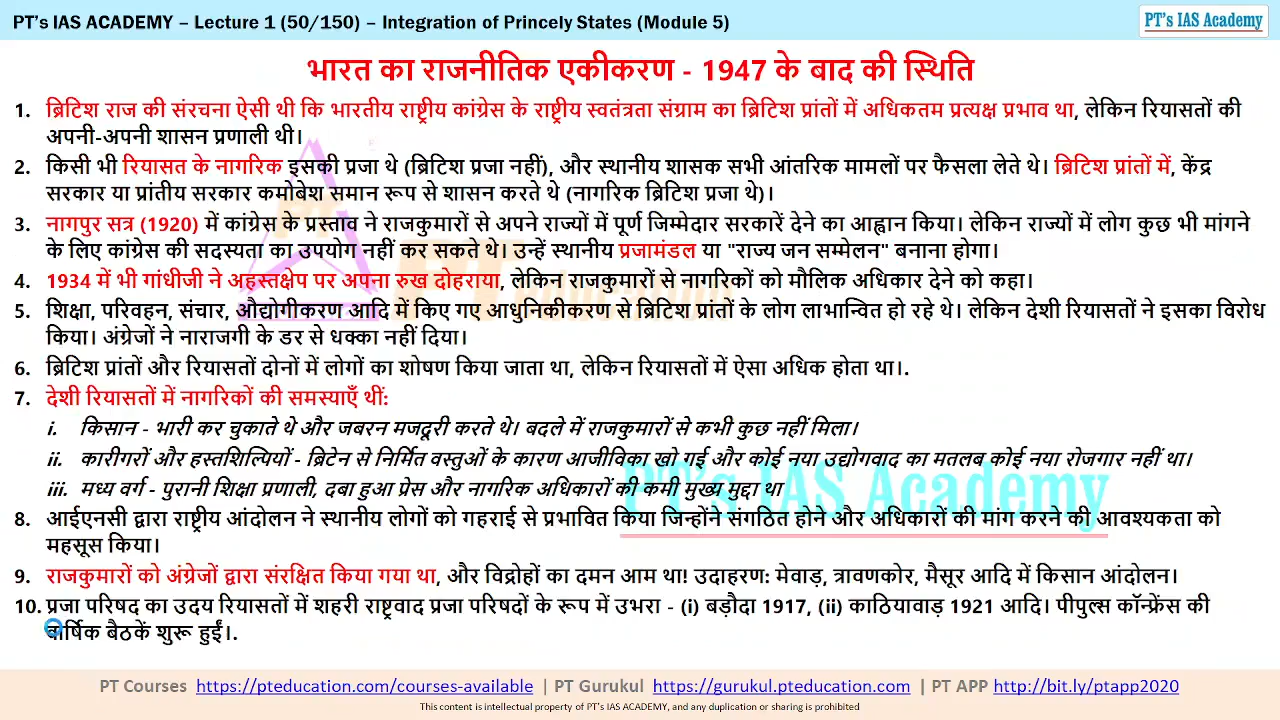 PT's IAS ACADEMY – Lecture 1 (50/150) – Integration of Princely States (Module 5)
PT's IAS Academy
भारत का राजनीतिक एकीकरण - 1947 के बाद की स्थिति
1. ब्रिटिश राज की संरचना ऐसी थी कि भारतीय राष्ट्रीय कांग्रेस के राष्ट्रीय स्वतंत्रता संग्राम का ब्रिटिश प्रांतों में अधिकतम प्रत्यक्ष प्रभाव था, लेकिन रियासतों की
अपनी-अपनी शासन प्रणाली थी।
2. किसी भी रियासत के नागरिक इसकी प्रजा थे (ब्रिटिश प्रजा नहीं), और स्थानीय शासक सभी आंतरिक मामलों पर फैसला लेते थे। ब्रिटिश प्रांतों में, केंद्र
सरकार या प्रांतीय सरकार कमोबेश समान रूप से शासन करते थे (नागरिक ब्रिटिश प्रजा थे)।
3. नागपुर सत्र (1920) में कांग्रेस के प्रस्ताव ने राजकुमारों से अपने राज्यों में पूर्ण जिम्मेदार सरकारें देने का आह्वान किया। लेकिन राज्यों में लोग कुछ भी मांगने
के लिए कांग्रेस की सदस्यता का उपयोग नहीं कर सकते थे। उन्हें स्थानीय प्रजामंडल या "राज्य जन सम्मेलन" बनाना होगा।
4. 1934 में भी गांधीजी ने अहस्तक्षेप पर अपना रुख दोहराया, लेकिन राजकुमारों से नागरिकों को मौलिक अधिकार देने को कहा।
5. शिक्षा, परिवहन, संचार, औद्योगीकरण आदि में किए गए आधुनिकीकरण से ब्रिटिश प्रांतों के लोग लाभान्वित हो रहे थे। लेकिन देशी रियासतों ने इसका विरोध
किया। अंग्रेजों ने नाराजगी के डर से धक्का नहीं दिया।
6. ब्रिटिश प्रांतों और रियासतों दोनों में लोगों का शोषण किया जाता था, लेकिन रियासतों में ऐसा अधिक होता था।.
7. देशी रियासतों में नागरिकों की समस्याएँ थीं:
i. किसान - भारी कर चुकाते थे और जबरन मजदूरी करते थे। बदले में राजकुमारों से कभी कुछ नहीं मिला।
ii. कारीगरों और हस्तशिल्पियों - ब्रिटेन से निर्मित वस्तुओं के कारण आजीविका खो गई और कोई नया उद्योगवाद का मतलब कोई नया रोजगार नहीं था।
iii. मध्य वर्ग - पुरानी शिक्षा प्रणाली, दबा हुआ प्रेस और नागरिक अधिकारों की कमी मुख्य मुद्दा था
8. आईएनसी द्वारा राष्ट्रीय आंदोलन ने स्थानीय लोगों को गहराई से प्रभावित किया जिन्होंने संगठित होने और अधिकारों की मांग करने की आवश्यकता को
महसूस किया।
9. राजकुमारों को अंग्रेजों द्वारा संरक्षित किया गया था, और विद्रोहों का दमन आम था! उदाहरण: मेवाड़, त्रावणकोर, मैसूर आदि में किसान आंदोलन।
10. प्रजा परिषद का उदय रियासतों में शहरी राष्ट्रवाद प्रजा परिषदों के रूप में उभरा - (i) बड़ौदा 1917, (ii) काठियावाड़ 1921 आदि। पीपुल्स कॉन्फ्रेंस की
वार्षिक बैठकें शुरू हुईं।.
PT education
PT's IAS Academy
PT Courses https://pteducation.com/courses-available | PT Gurukul https://gurukul.pteducation.com | PT APP http://bit.ly/ptapp2020
This content is intellectual property of PT's IAS ACADEMY, and any duplication or sharing is prohibited